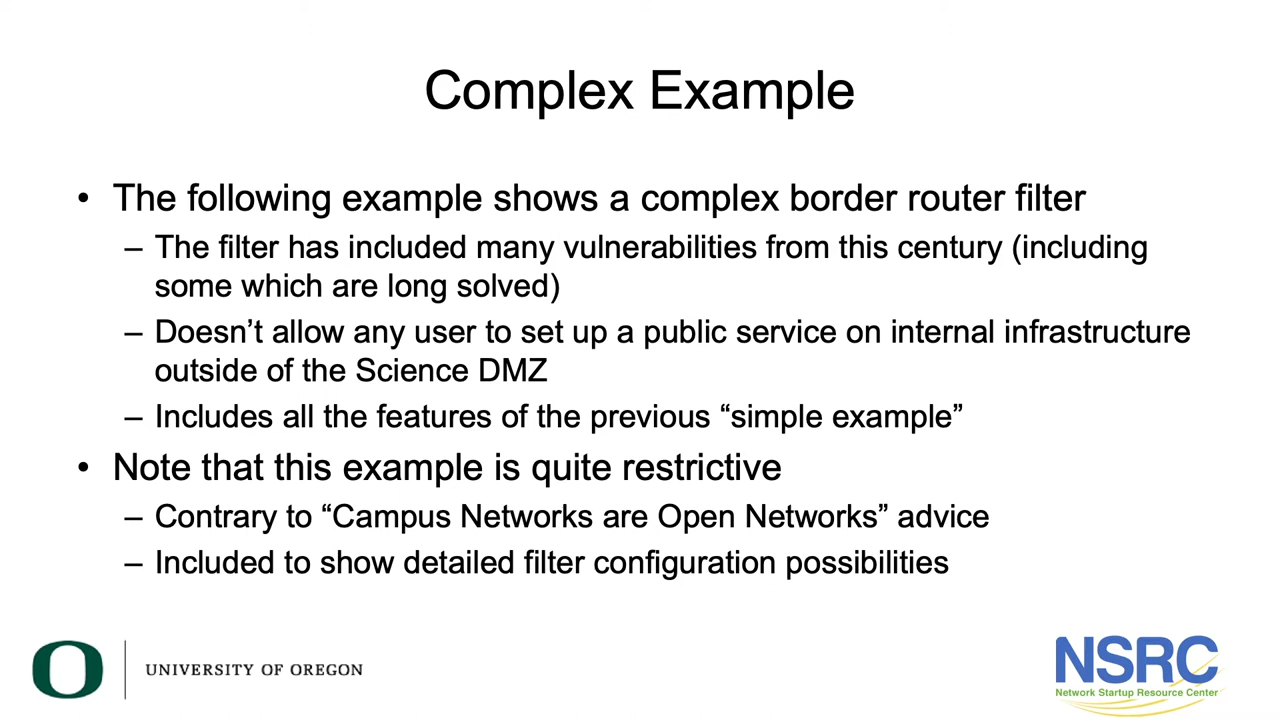 Complex Example
• The following example shows a complex border router filter
– The filter has included many vulnerabilities from this century (including
some which are long solved)
– Doesn’t allow any user to set up a public service on internal infrastructure
outside of the Science DMZ
– Includes all the features of the previous “simple example”
• Note that this example is quite restrictive
– Contrary to “Campus Networks are Open Networks” advice
– Included to show detailed filter configuration possibilities
O
UNIVERSITY OF OREGON
NSRC
Network Startup Resource Center